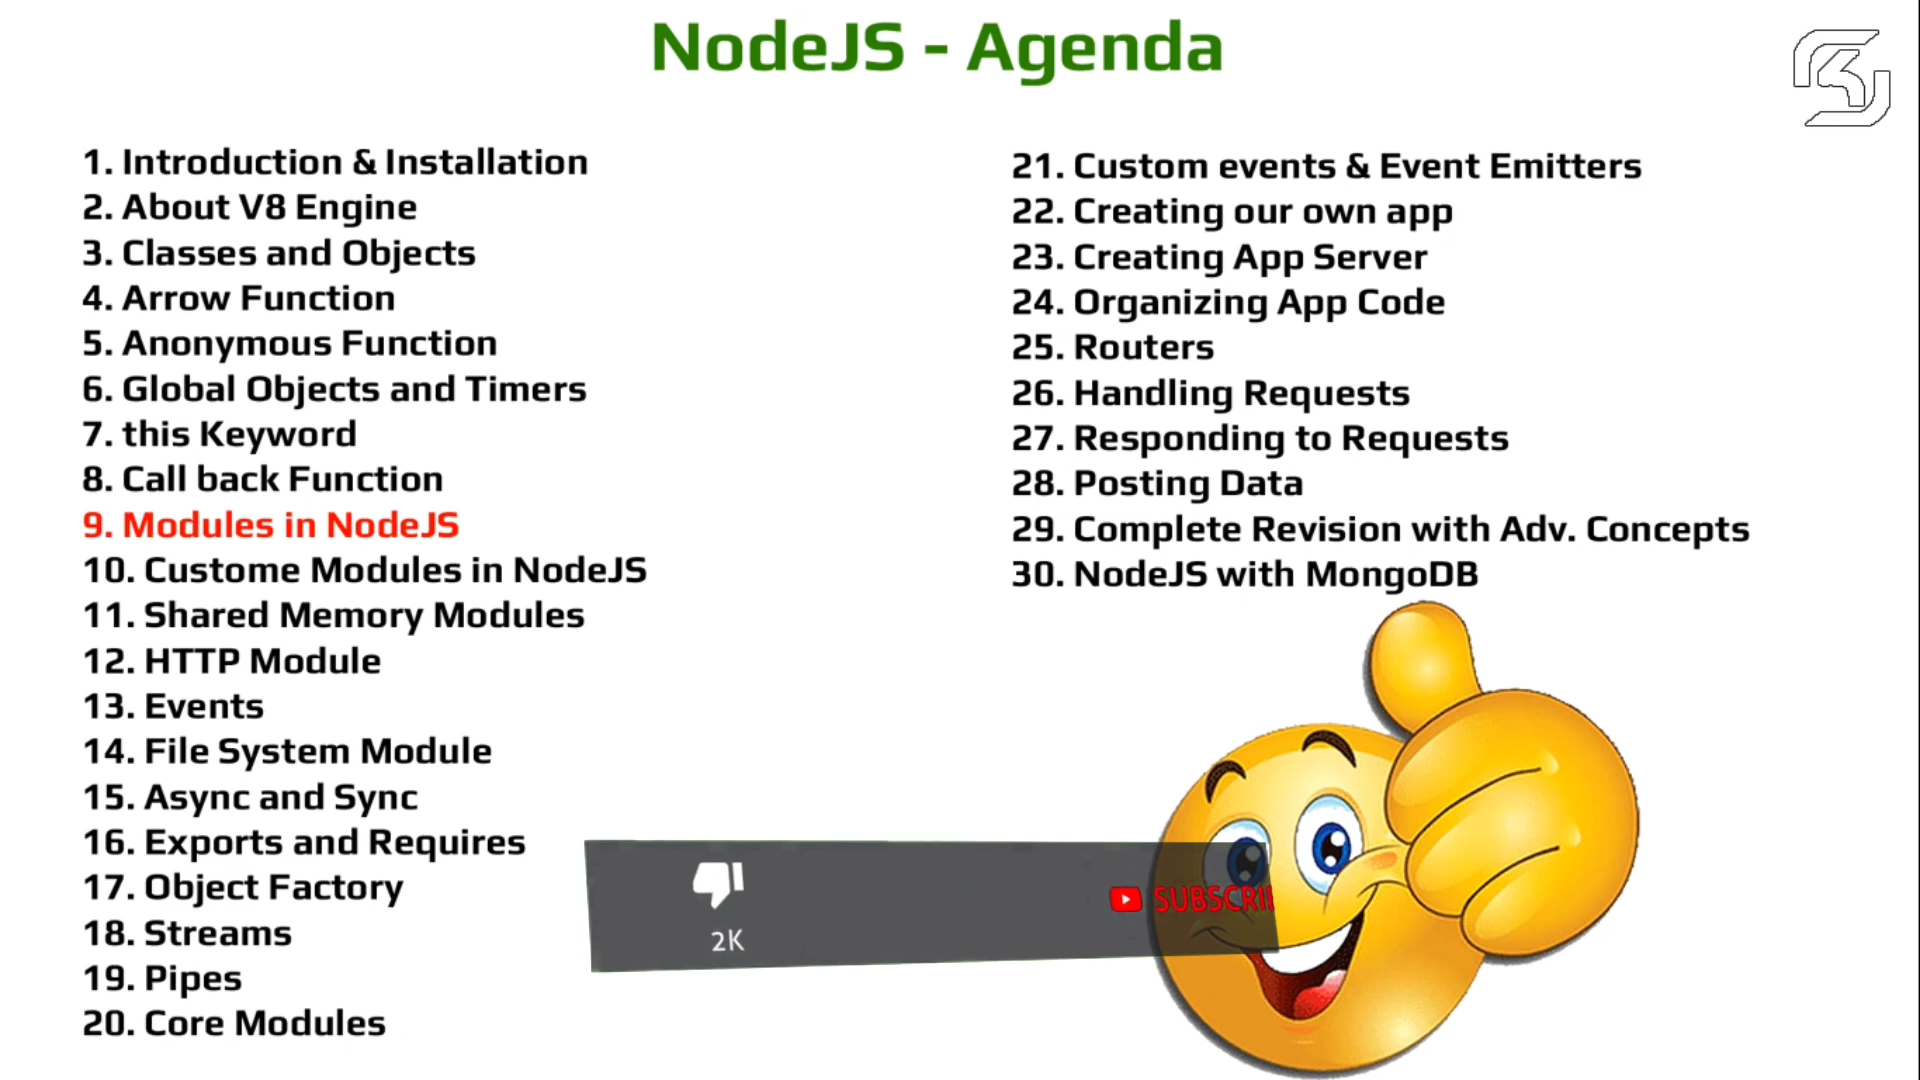 NodeJS - Agenda
1. Introduction & Installation
2. About V8 Engine
3. Classes and Objects
4. Arrow Function
5. Anonymous Function
6. Global Objects and Timers
7. this Keyword
8. Call back Function
9. Modules in NodeJS
10. Custome Modules in NodeJS
11. Shared Memory Modules
12. HTTP Module
13. Events
14. File System Module
15. Async and Sync
16. Exports and Requires
17. Object Factory
18. Streams
19. Pipes
20. Core Modules
21. Custom events & Event Emitters
22. Creating our own app
23. Creating App Server
24. Organizing App Code
25. Routers
26. Handling Requests
27. Responding to Requests
28. Posting Data
29. Complete Revision with Adv. Concepts
30. NodeJS with MongoDB
2K
SUBSCRI